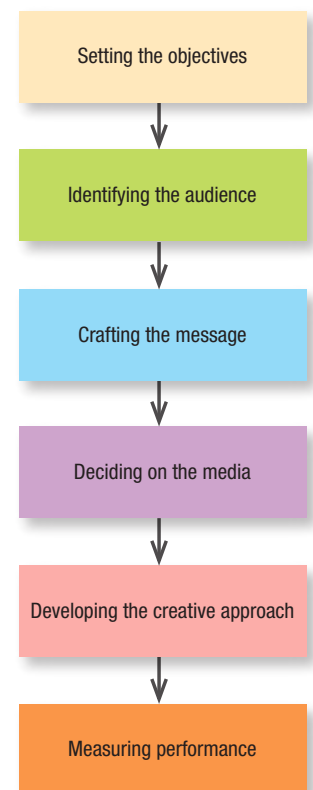 Setting the objectives
Identifying the audience
Crafting the message
Deciding on the media
Developing the creative approach
Measuring performance